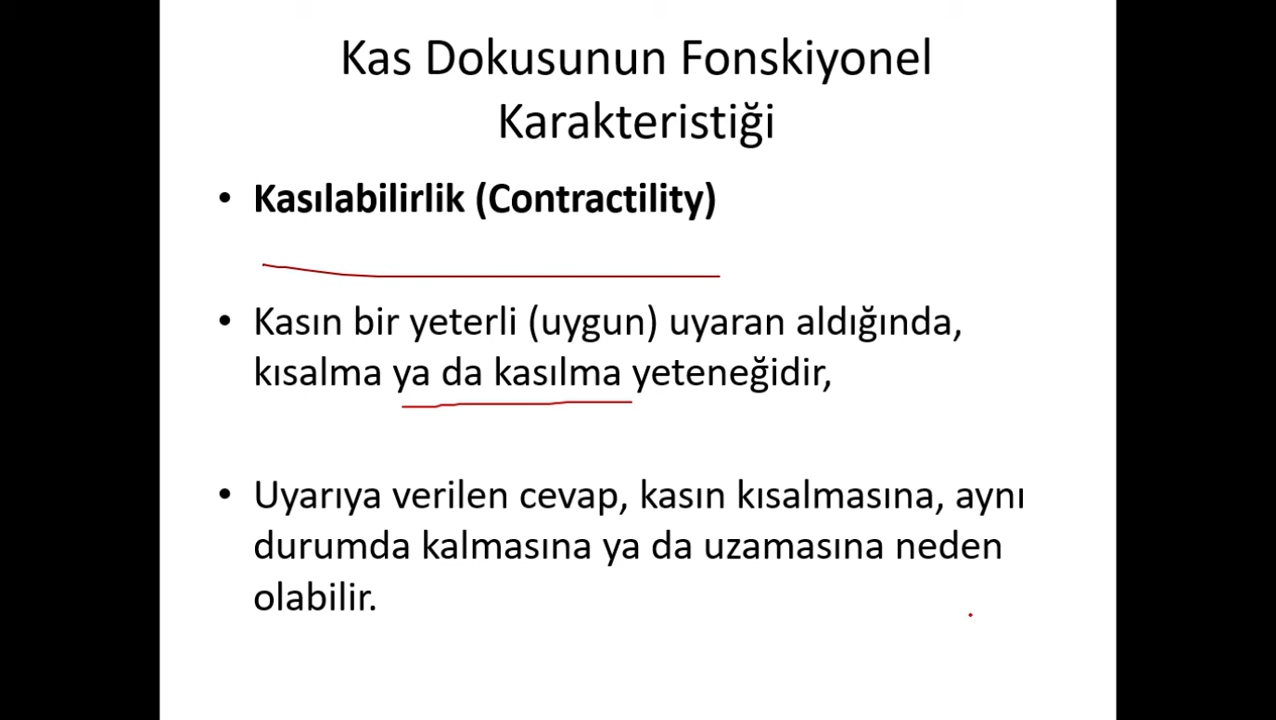 Kas Dokusunun Fonskiyonel
Karakteristiği
• Kasılabilirlik (Contractility)
• Kasın bir yeterli (uygun) uyaran aldığında,
kısalma ya da kasılma yeteneğidir,
• Uyarıya verilen cevap, kasın kısalmasına, aynı
durumda kalmasına ya da uzamasına neden
olabilir.